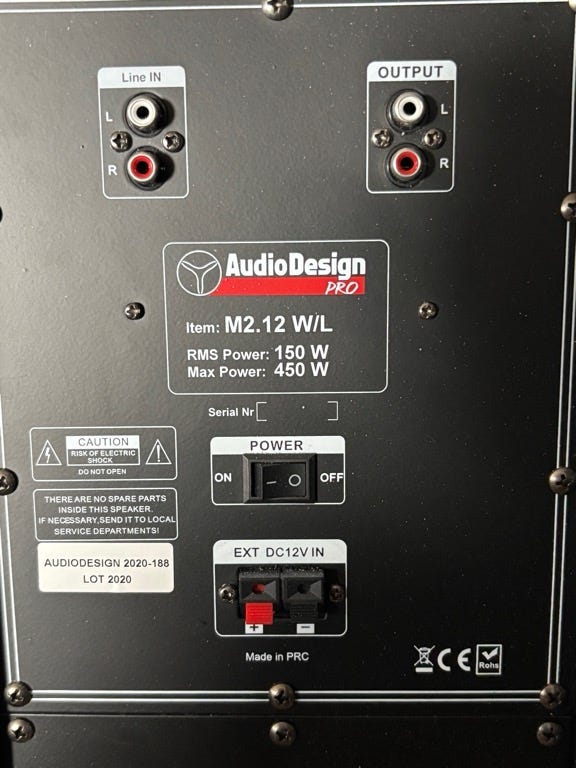 Line IN
L
R
OUTPUT
L
R
AudioDesign
PRO
Item: M2.12 W/L
RMS Power: 150 W
Max Power: 450 W
Serial Nr
CAUTION
RISK OF ELECTRIC
SHOCK
DO NOT OPEN
THERE ARE NO SPARE PARTS
INSIDE THIS SPEAKER.
IF NECESSARY,SEND IT TO LOCAL
SERVICE DEPARTMENTS!
AUDIODESIGN 2020-188
LOT 2020
POWER
ON
OFF
EXT DC12V IN
+ −
Made in PRC
CE
Rohs